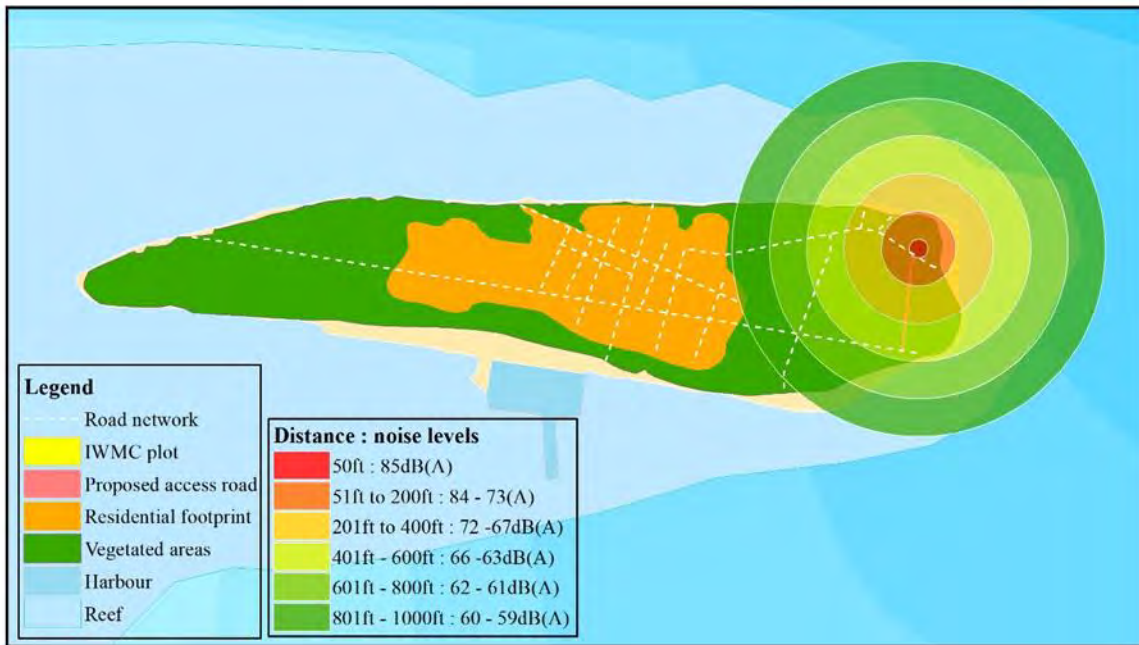 Legend
Road network
IWMC plot
Proposed access road
Residential footprint
Vegetated areas
Harbour
Reef
Distance : noise levels
50ft : 85dB(A)
51ft to 200ft : 84 - 73(A)
201ft to 400ft : 72 -67dB(A)
401ft - 600ft : 66 -63dB(A)
601ft - 800ft : 62 - 61dB(A)
801ft - 1000ft : 60 - 59dB(A)